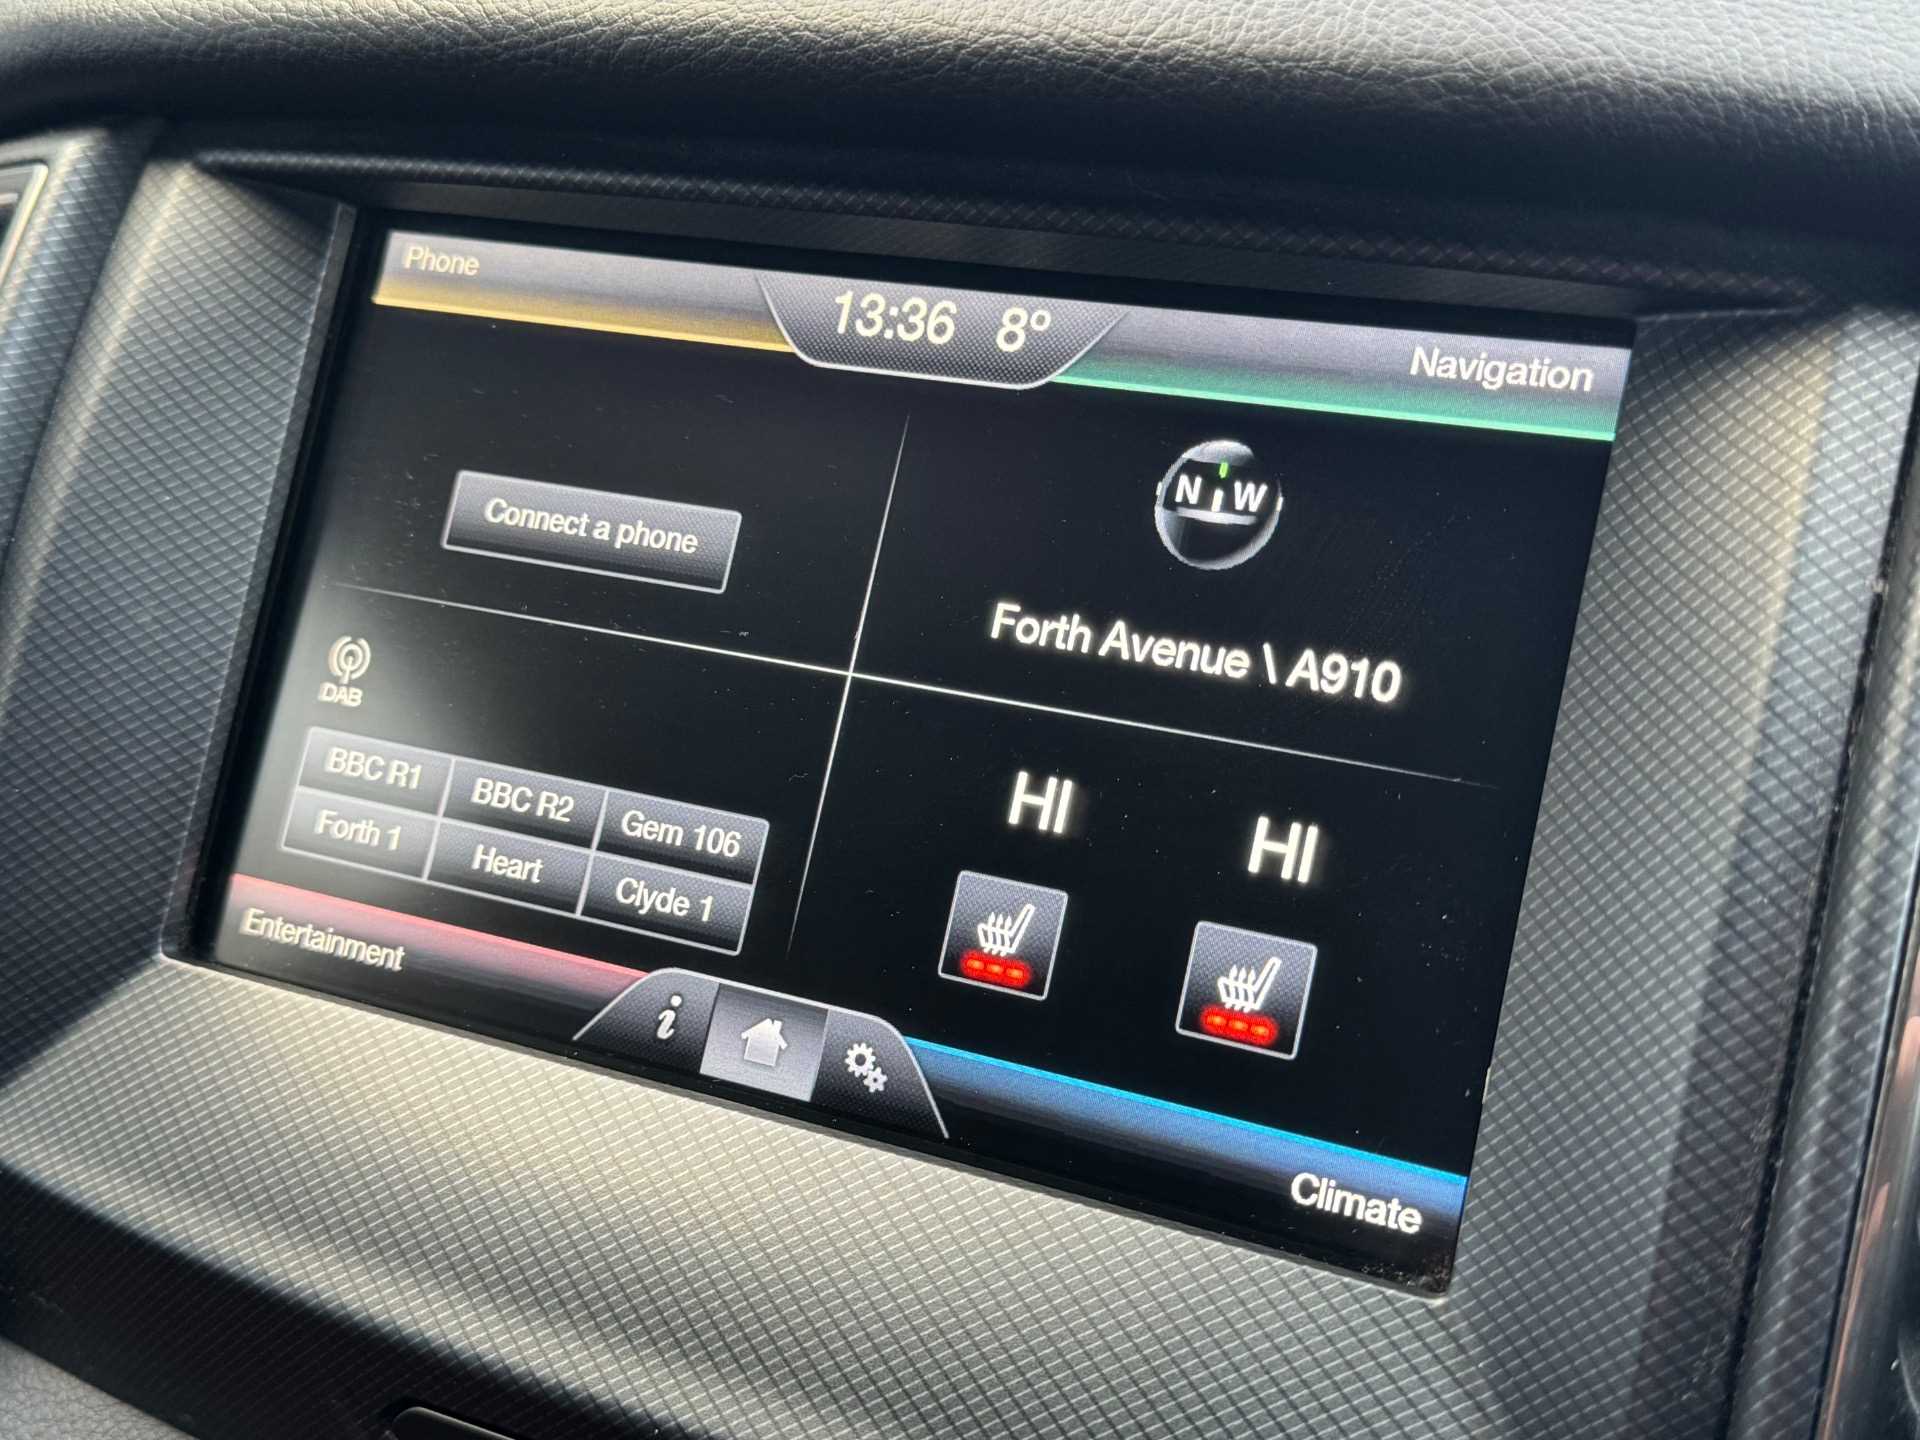 Phone
13:36 8°
Navigation
Connect a phone
N W
Forth Avenue \ A910
DAB
BBC R1 BBC R2 Gem 106
Forth 1 Heart Clyde 1
HI HI
Entertainment
i
Climate